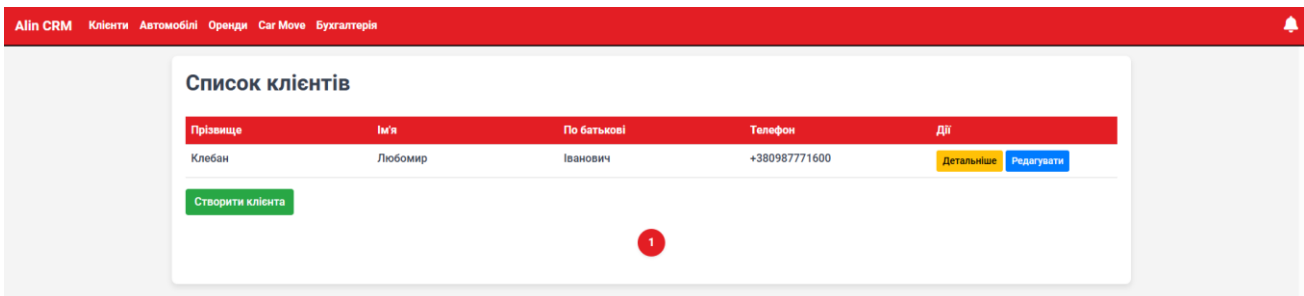 Alin CRM Клієнти Автомобілі Оренди Car Move Бухгалтерія
Список клієнтів
Прізвище Ім'я По батькові Телефон Дії
Клебан Любомир Іванович +380987771600 Детальніше Редагувати
Створити клієнта
1